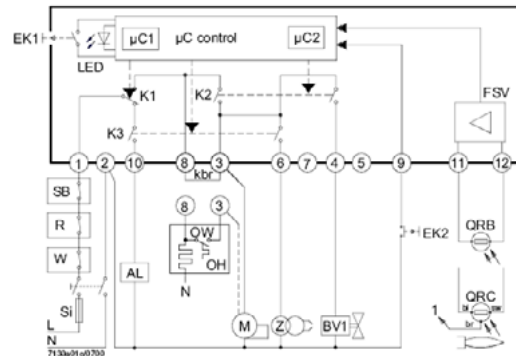 EK1
LED
µC1
µC control
µC2
K1
K2
K3
FSV
1
2
10
8
3
6
7
4
5
9
11
12
kbr
SB
R
W
Si
L
N
AL
8
3
OW
OH
N
M
Z
BV1
EK2
QRB
QRC
bl
sw
br
1
7130a01e/0700